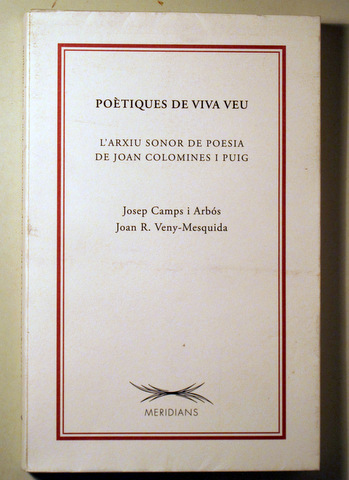 POÈTIQUES DE VIVA VEU
L'ARXIU SONOR DE POESIA
DE JOAN COLOMINES I PUIG
Josep Camps i Arbós
Joan R. Veny-Mesquida
MERIDIANS